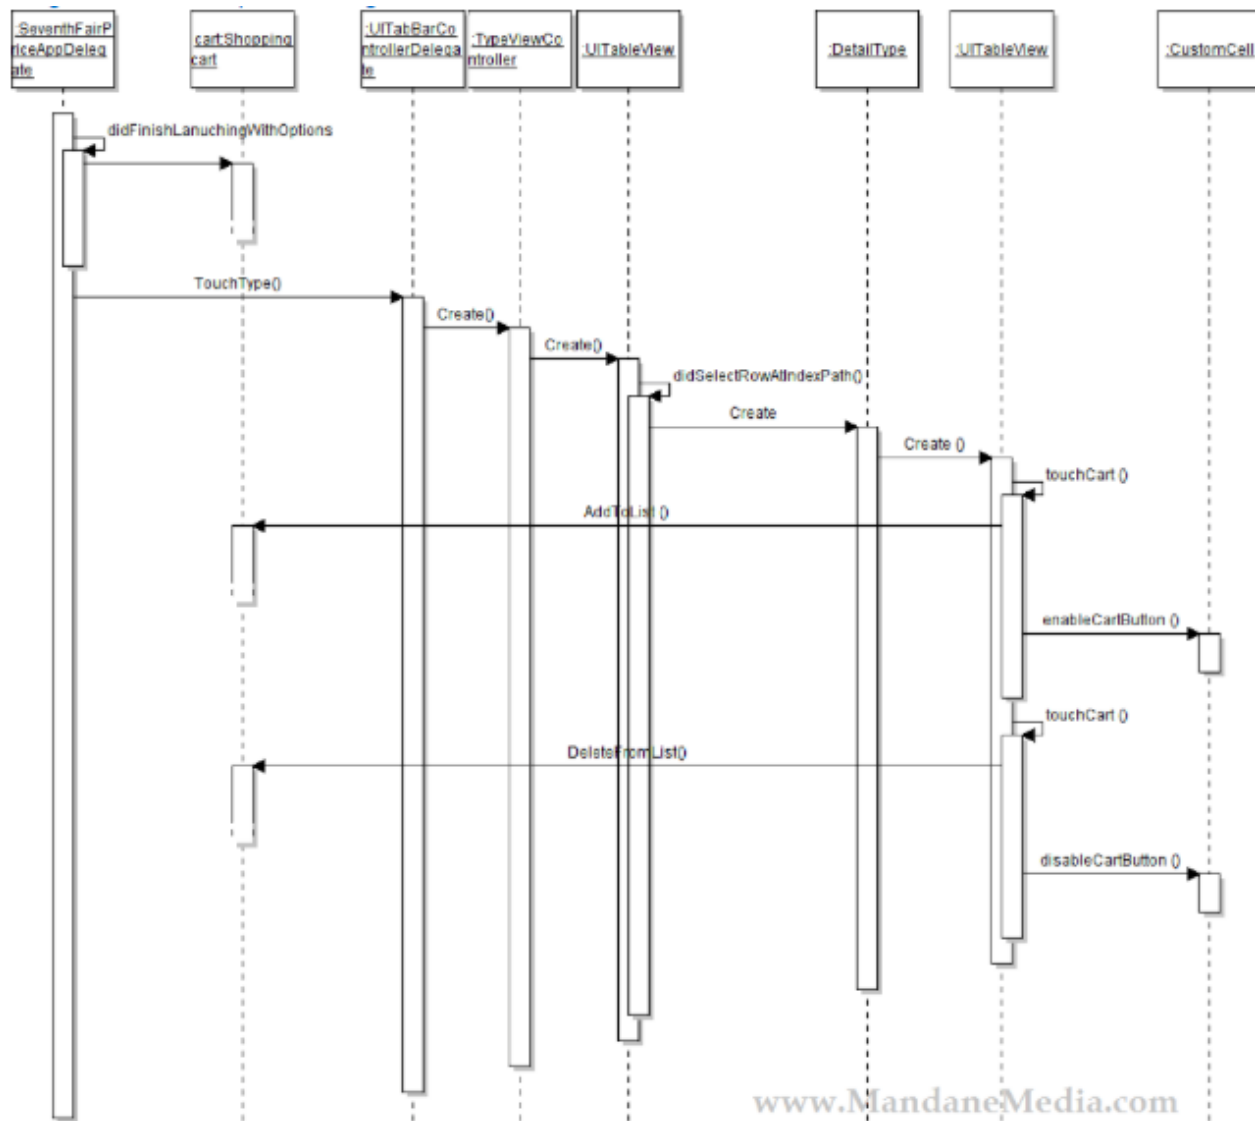 :SeventhFairP
riceAppDeleg
ate
cart:Shopping
cart
:UITabBarCo
ntrollerDelega
te
:TypeViewCo
ntroller
:UITableView
:DetailType
:UITableView
:CustomCell
didFinishLanuchingWithOptions
TouchType()
Create()
Create()
didSelectRowAtIndexPath()
Create
Create ()
touchCart ()
AddToList ()
enableCartButton ()
touchCart ()
DeleteFromList()
disableCartButton ()
www.MandaneMedia.com